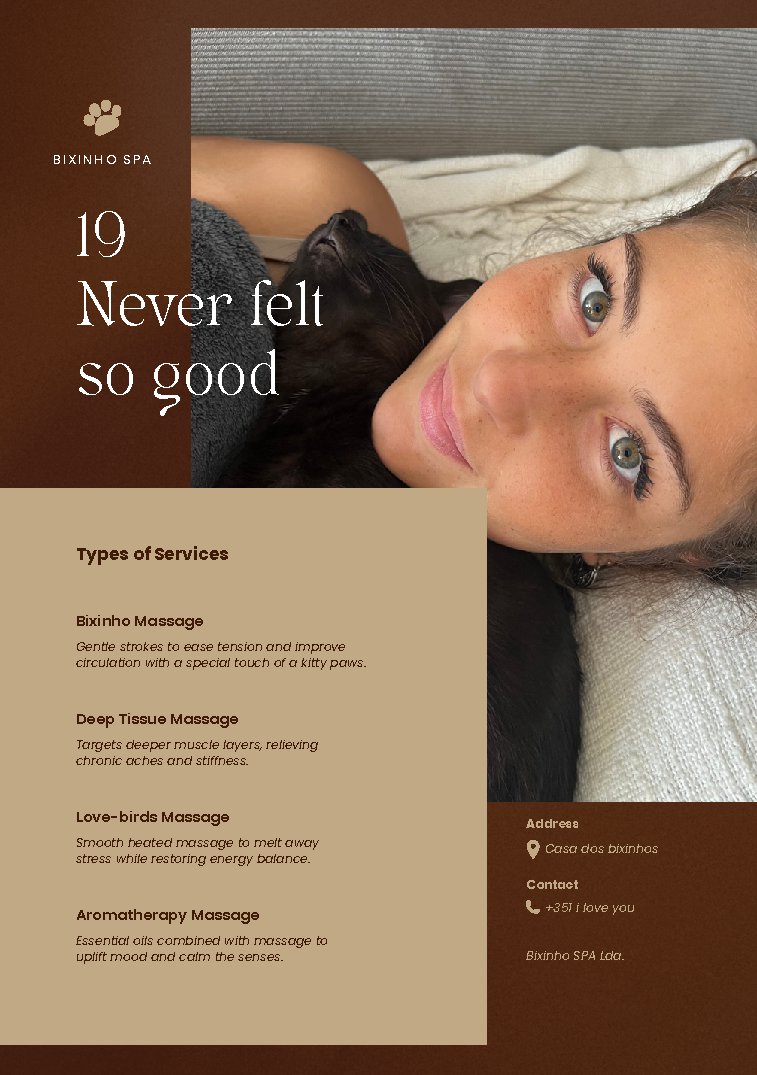 BIXINHO SPA
19
Never felt
so good
Types of Services
Bixinho Massage
Gentle strokes to ease tension and improve
circulation with a special touch of a kitty paws.
Deep Tissue Massage
Targets deeper muscle layers, relieving
chronic aches and stiffness.
Love-birds Massage
Smooth heated massage to melt away
stress while restoring energy balance.
Aromatherapy Massage
Essential oils combined with massage to
uplift mood and calm the senses.
Address
Casa dos bixinhos
Contact
+351 i love you
Bixinho SPA Lda.